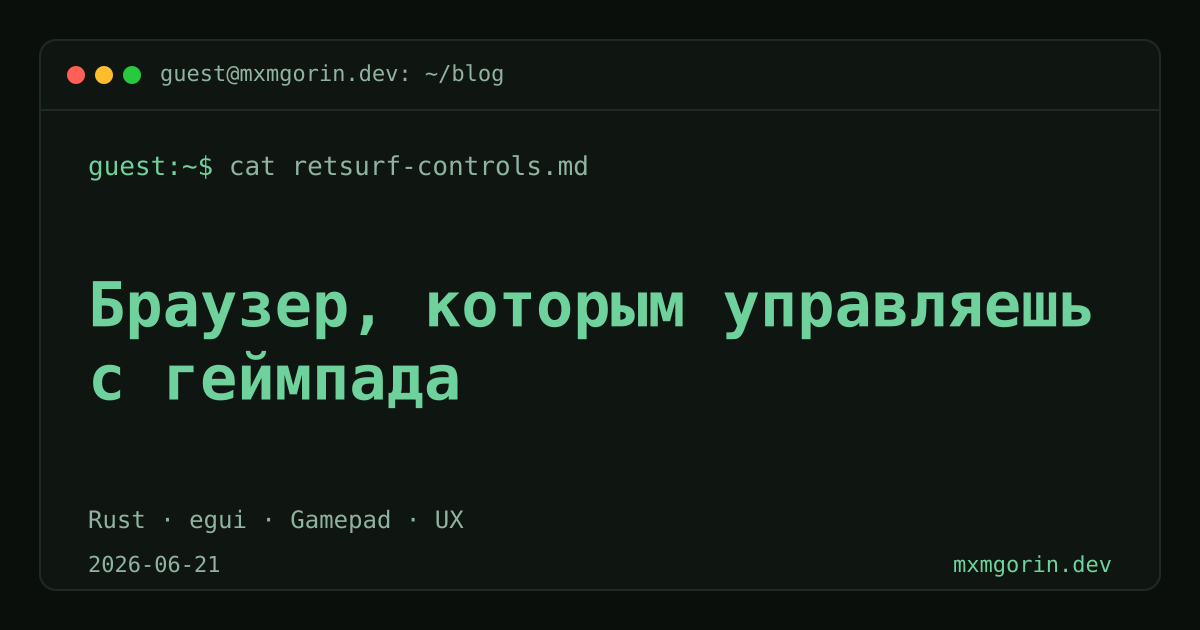 guest@mxmgorin.dev: ~/blog
guest:~$ cat retsurf-controls.md
Браузер, которым управляешь
с геймпада
Rust · egui · Gamepad · UX
2026-06-21
mxmgorin.dev